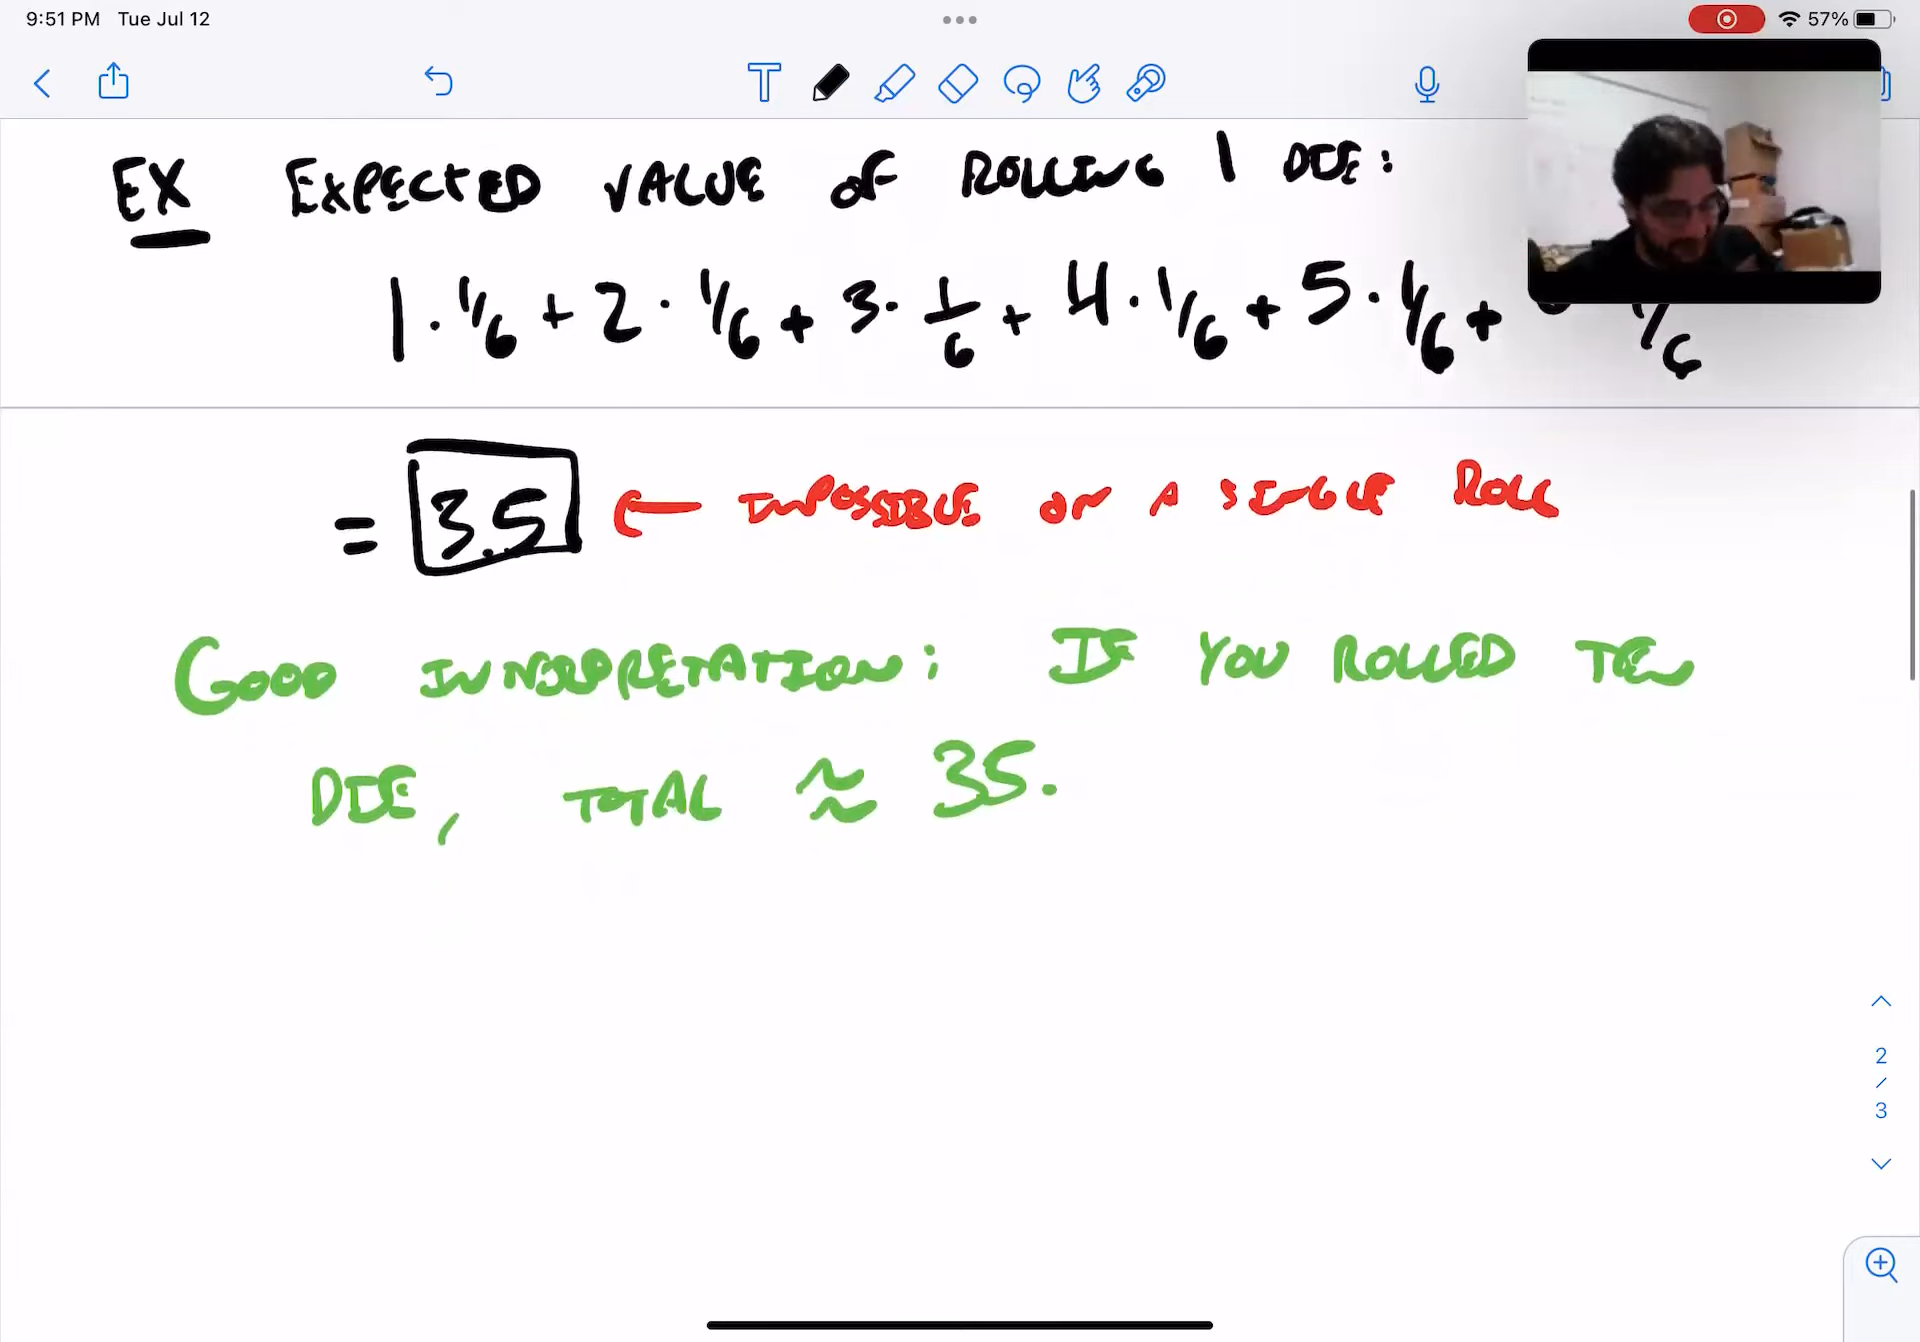 9:51 PM Tue Jul 12
57%
EX EXPECTED VALUE OF ROLLING 1 DIE:
1 · 1/6 + 2 · 1/6 + 3 · 1/6 + 4 · 1/6 + 5 · 1/6 + 1/6
= 3.5 ← IMPOSSIBLE ON A SINGLE ROLL
GOOD INTERPRETATION: IF YOU ROLLED TEN
DIE, TOTAL ≈ 35.
2
/
3